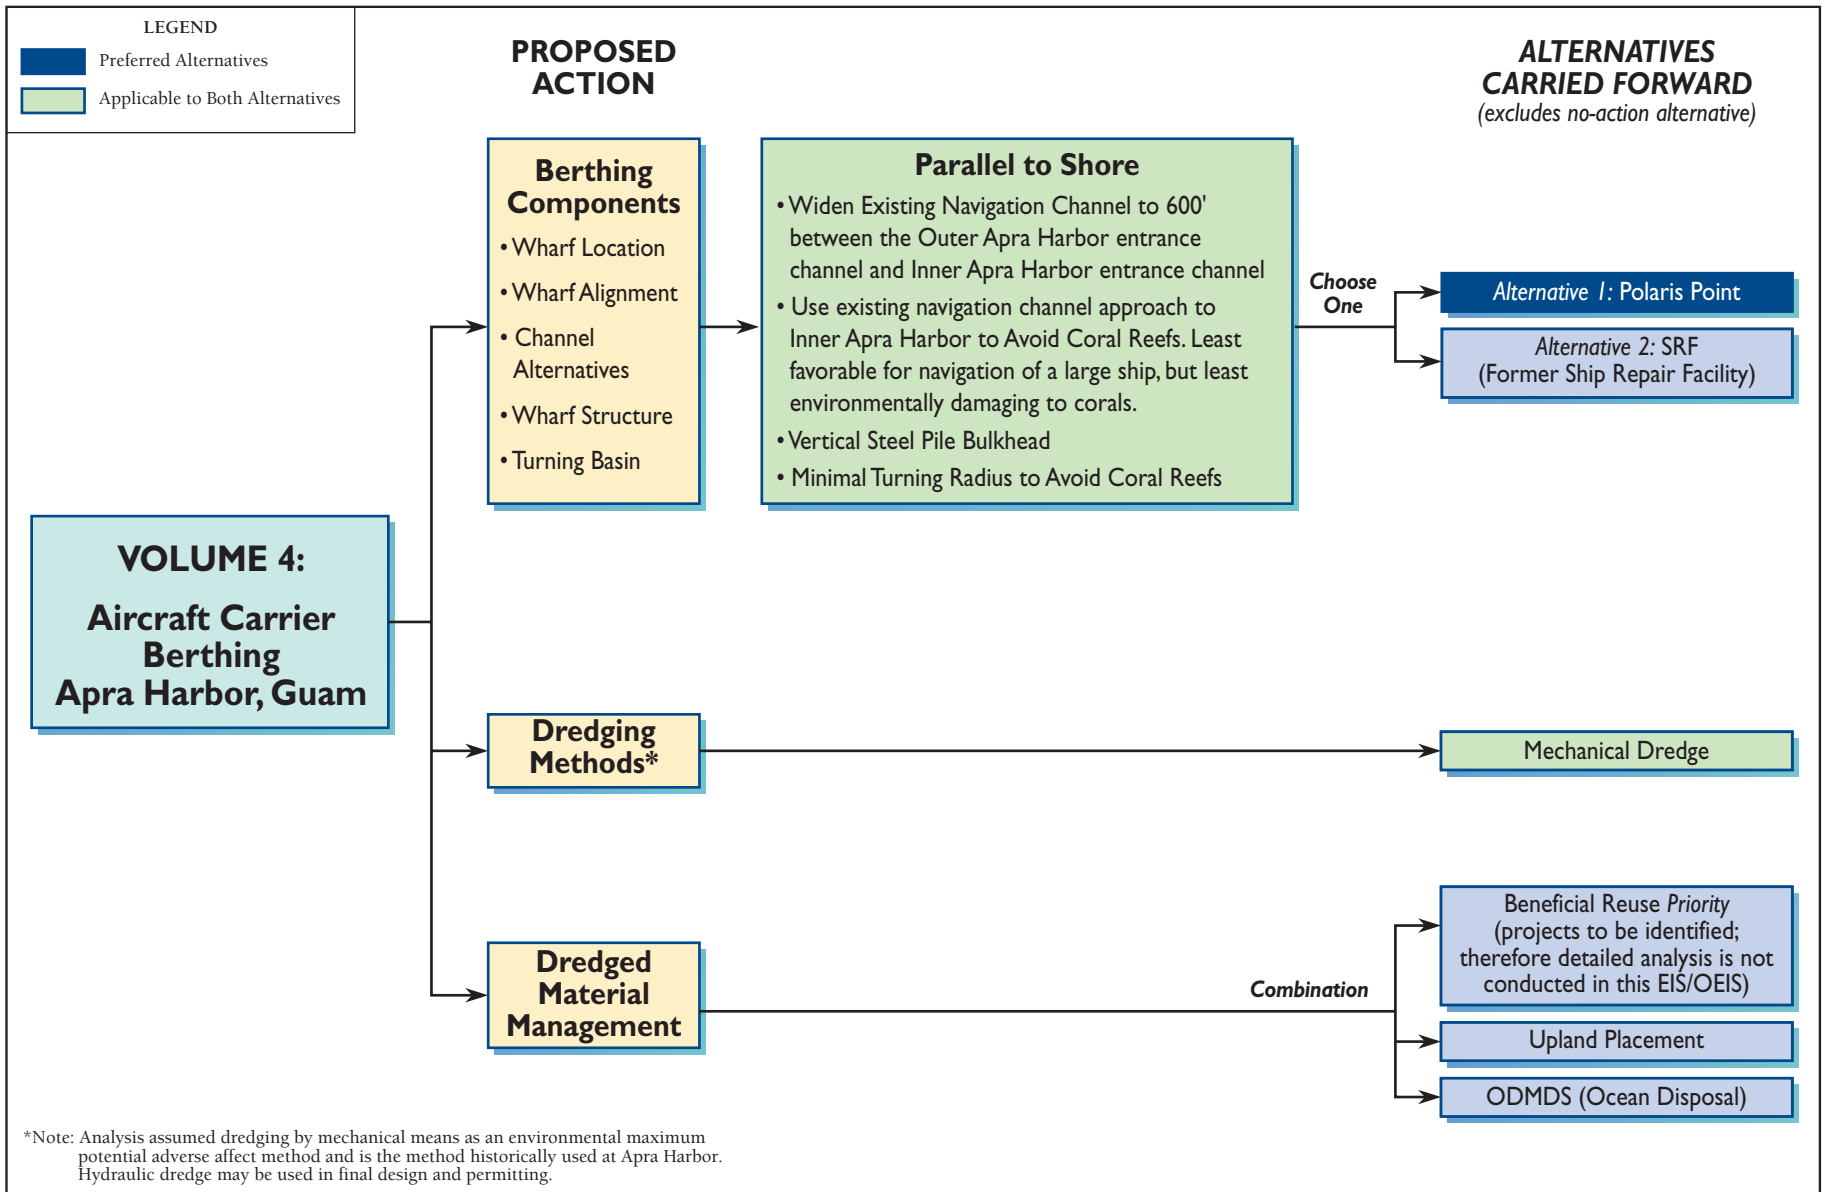 LEGEND
Preferred Alternatives
Applicable to Both Alternatives
PROPOSED
ACTION
ALTERNATIVES
CARRIED FORWARD
(excludes no-action alternative)
Berthing
Components
• Wharf Location
• Wharf Alignment
• Channel
Alternatives
• Wharf Structure
• Turning Basin
Parallel to Shore
• Widen Existing Navigation Channel to 600'
between the Outer Apra Harbor entrance
channel and Inner Apra Harbor entrance channel
• Use existing navigation channel approach to
Inner Apra Harbor to Avoid Coral Reefs. Least
favorable for navigation of a large ship, but least
environmentally damaging to corals.
• Vertical Steel Pile Bulkhead
• Minimal Turning Radius to Avoid Coral Reefs
Choose
One
Alternative 1: Polaris Point
Alternative 2: SRF
(Former Ship Repair Facility)
VOLUME 4:
Aircraft Carrier
Berthing
Apra Harbor, Guam
Dredging
Methods*
Mechanical Dredge
Dredged
Material
Management
Combination
Beneficial Reuse Priority
(projects to be identified;
therefore detailed analysis is not
conducted in this EIS/OEIS)
Upland Placement
ODMDS (Ocean Disposal)
*Note: Analysis assumed dredging by mechanical means as an environmental maximum
potential adverse affect method and is the method historically used at Apra Harbor.
Hydraulic dredge may be used in final design and permitting.